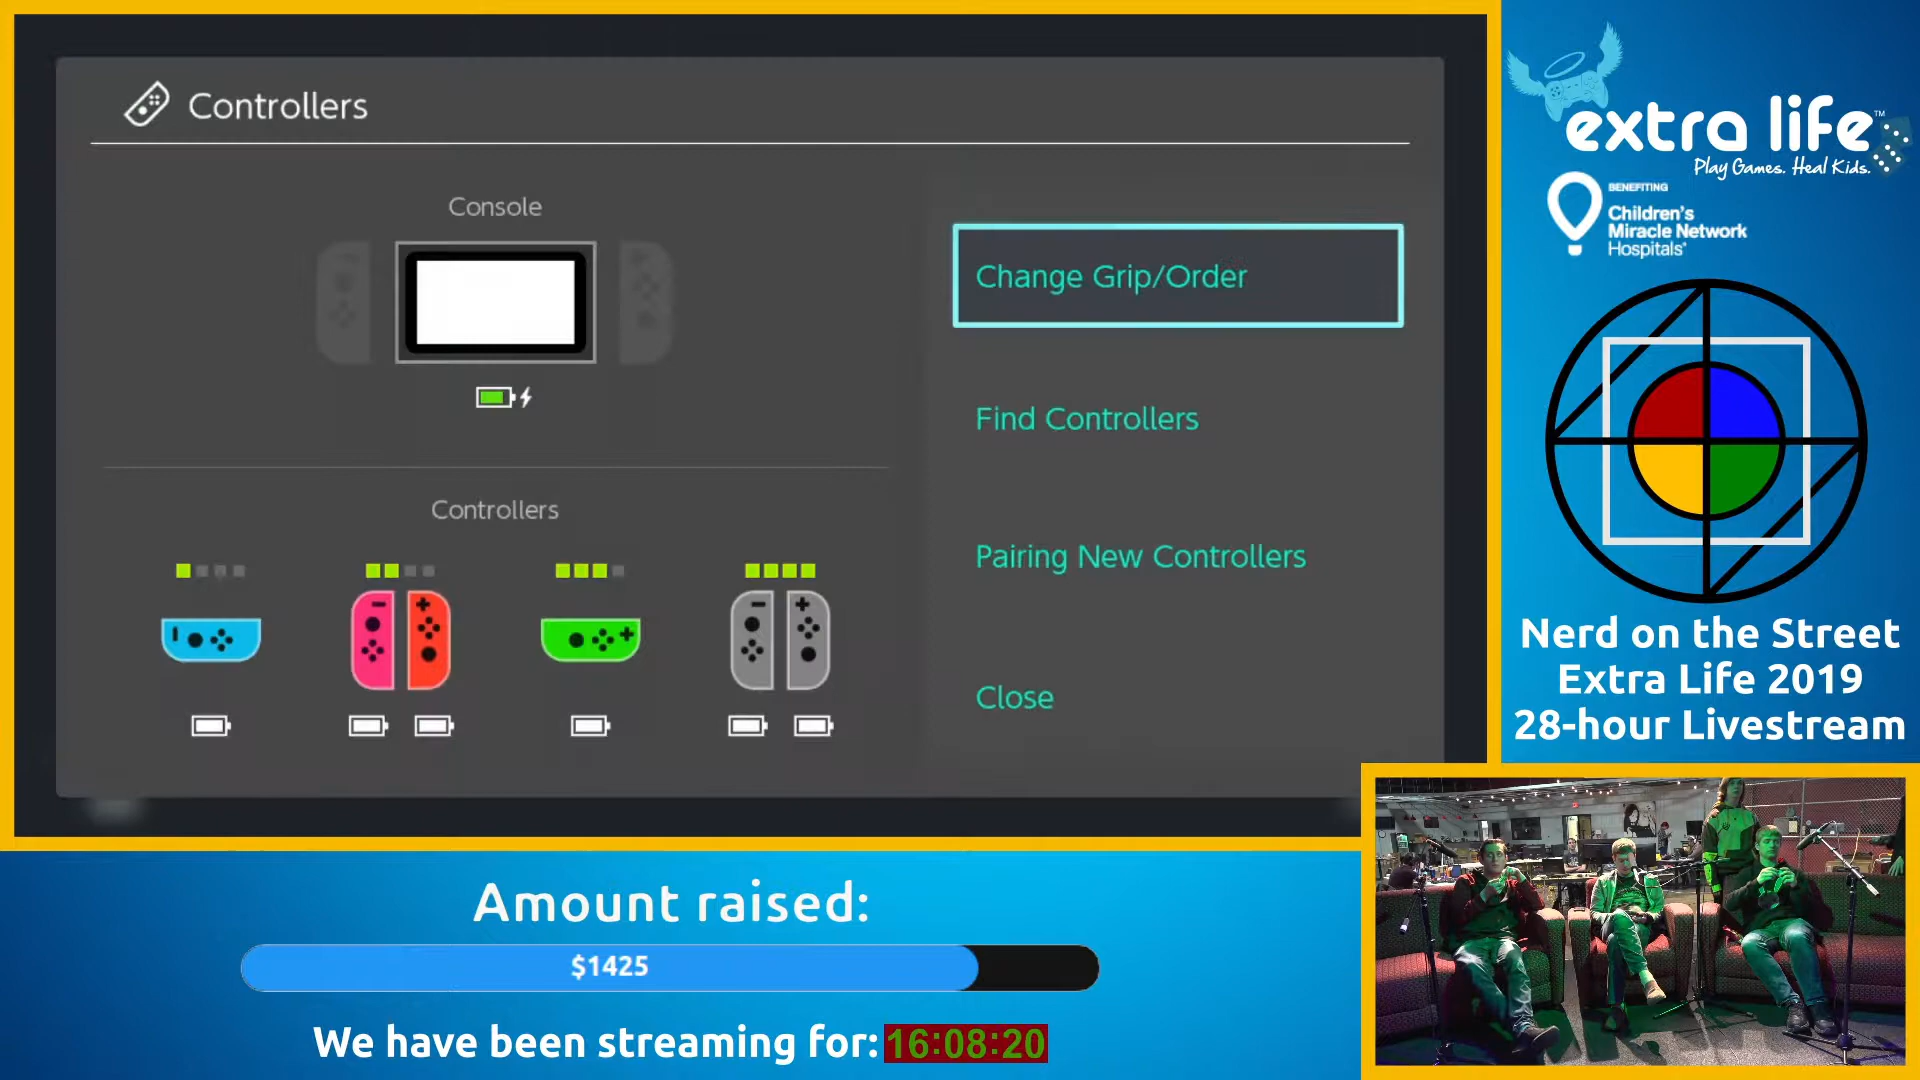 Controllers
Console
Change Grip/Order
Find Controllers
Controllers
Pairing New Controllers
Close
extra life™
Play Games. Heal Kids.
BENEFITING
Children's
Miracle Network
Hospitals®
Nerd on the Street
Extra Life 2019
28-hour Livestream
Amount raised:
$1425
We have been streaming for: 16:08:20